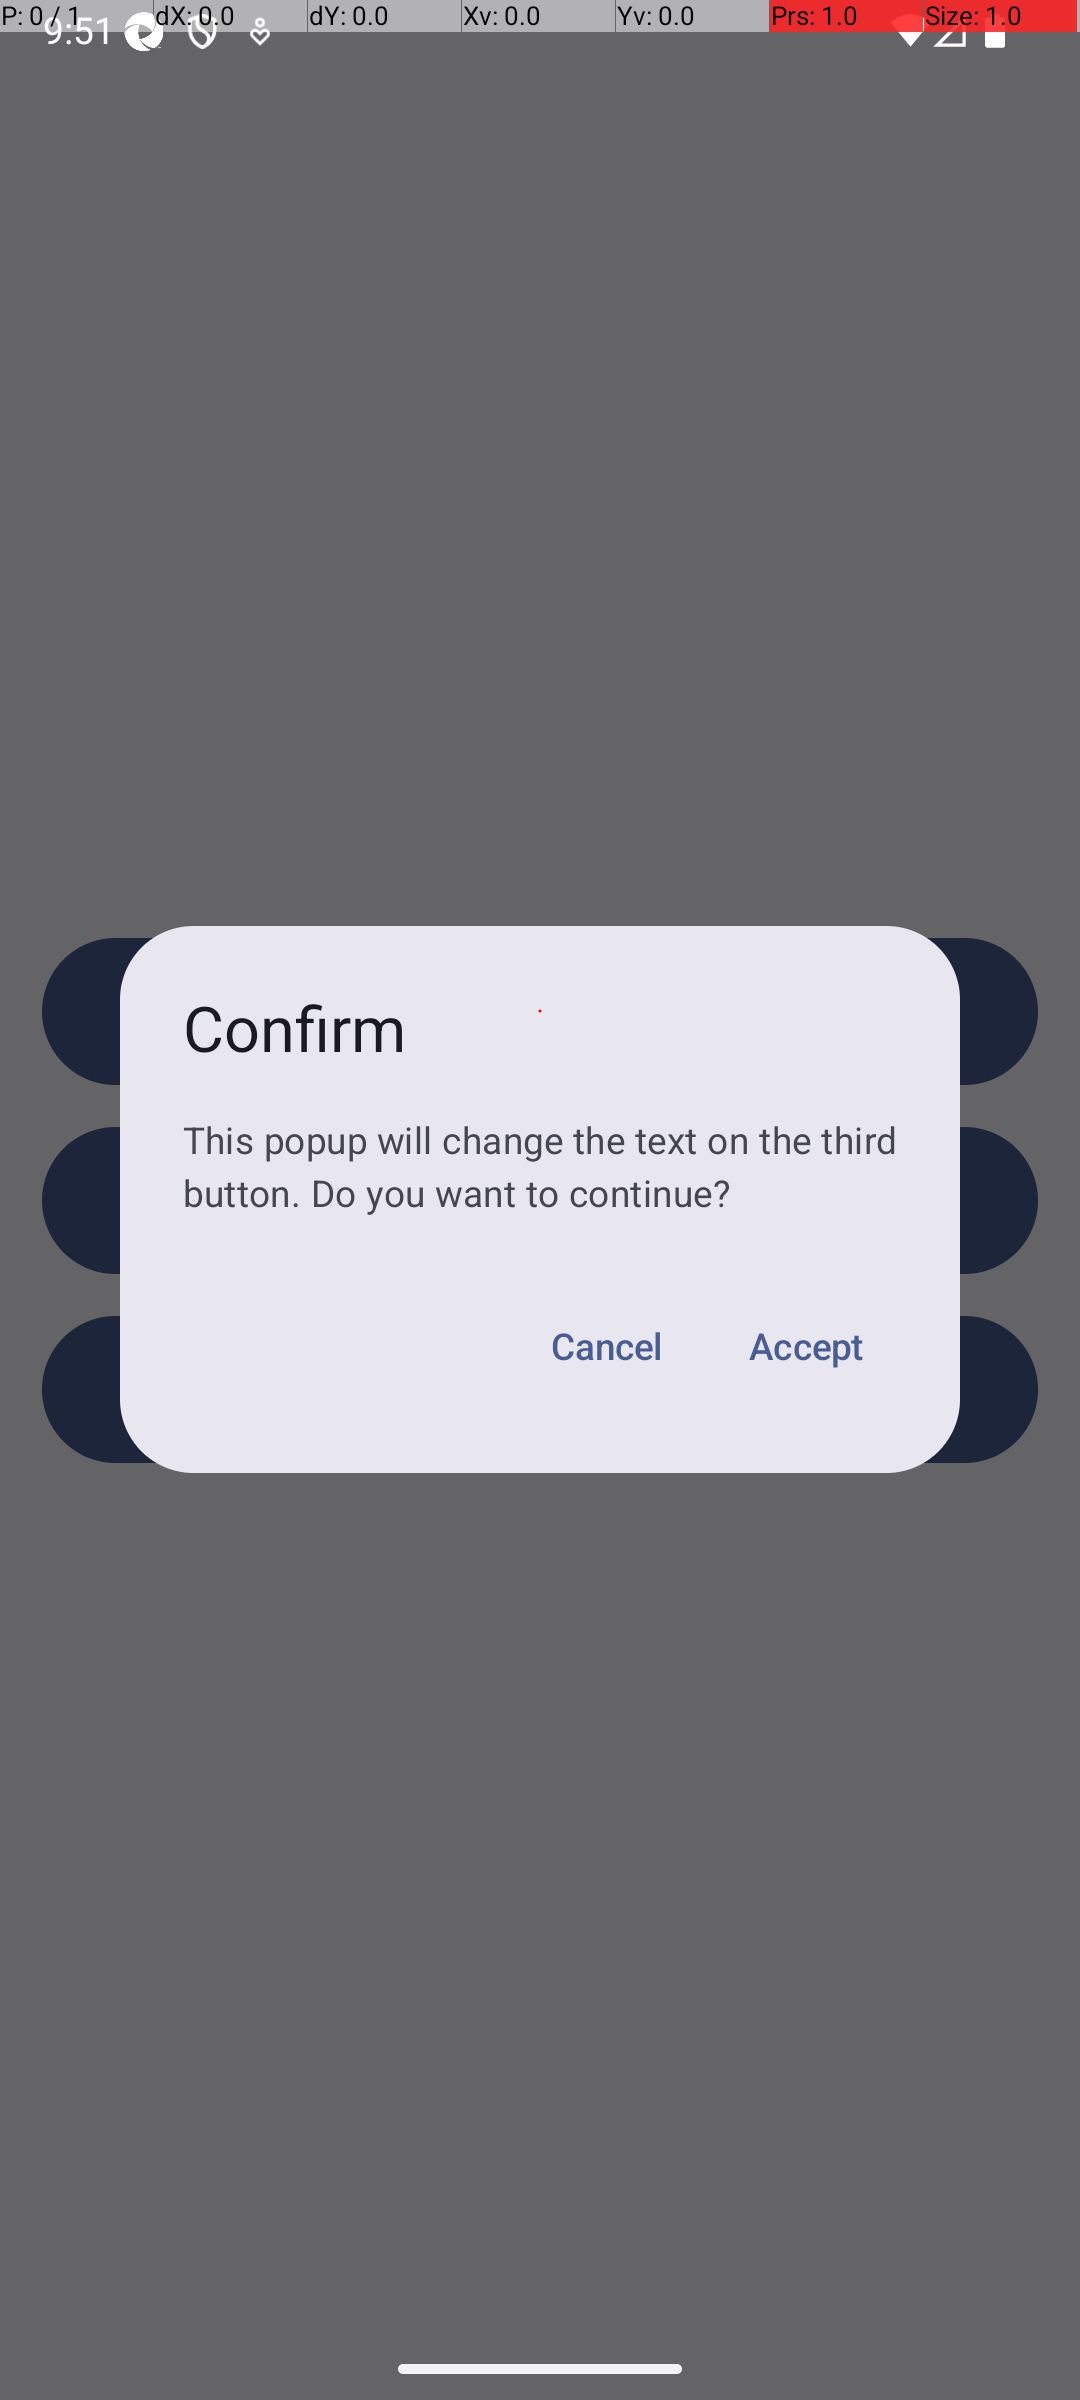 P: 0 / 1 dX: 0.0 dY: 0.0 Xv: 0.0 Yv: 0.0 Prs: 1.0 Size: 1.0
9:51
Confirm
This popup will change the text on the third
button. Do you want to continue?
Cancel Accept